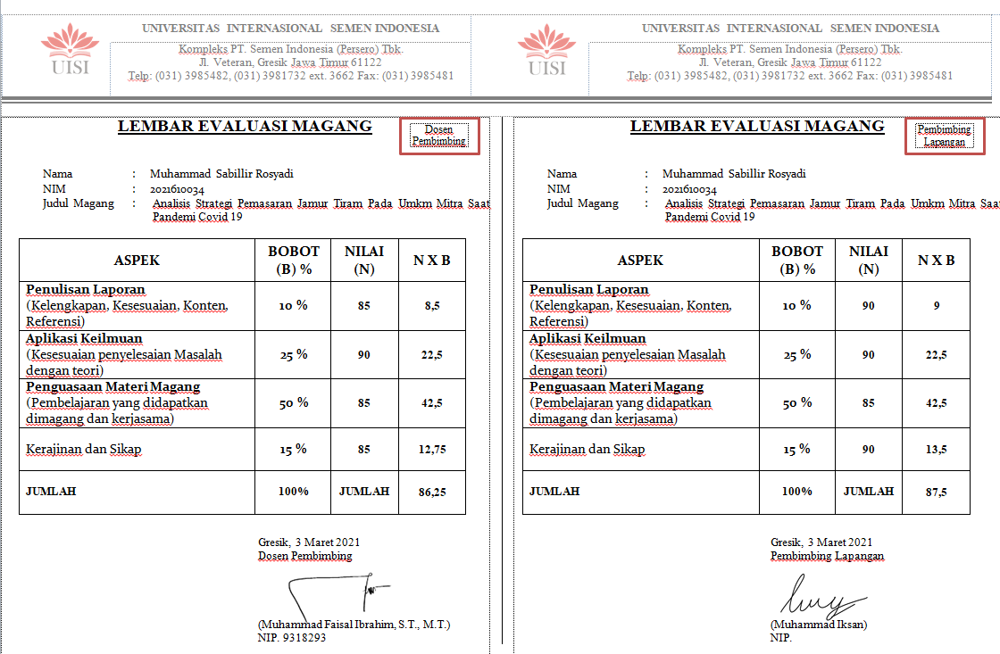 UISI
UNIVERSITAS INTERNASIONAL SEMEN INDONESIA
Kompleks PT. Semen Indonesia (Persero) Tbk.
Jl. Veteran, Gresik Jawa Timur 61122
Telp: (031) 3985482, (031) 3981732 ext. 3662 Fax: (031) 3985481
LEMBAR EVALUASI MAGANG
Dosen
Pembimbing
Nama : Muhammad Sabillir Rosyadi
NIM : 2021610034
Judul Magang : Analisis Strategi Pemasaran Jamur Tiram Pada Umkm Mitra Saat
Pandemi Covid 19
ASPEK BOBOT (B) % NILAI (N) N X B
Penulisan Laporan
(Kelengkapan, Kesesuaian, Konten, 10 % 85 8,5
Referensi)
Aplikasi Keilmuan
(Kesesuaian penyelesaian Masalah 25 % 90 22,5
dengan teori)
Penguasaan Materi Magang
(Pembelajaran yang didapatkan 50 % 85 42,5
dimagang dan kerjasama)
Kerajinan dan Sikap 15 % 85 12,75
JUMLAH 100% JUMLAH 86,25
Gresik, 3 Maret 2021
Dosen Pembimbing
(Muhammad Faisal Ibrahim, S.T., M.T.)
NIP. 9318293
UISI
UNIVERSITAS INTERNASIONAL SEMEN INDONESIA
Kompleks PT. Semen Indonesia (Persero) Tbk.
Jl. Veteran, Gresik Jawa Timur 61122
Telp: (031) 3985482, (031) 3981732 ext. 3662 Fax: (031) 3985481
LEMBAR EVALUASI MAGANG
Pembimbing
Lapangan
Nama : Muhammad Sabillir Rosyadi
NIM : 2021610034
Judul Magang : Analisis Strategi Pemasaran Jamur Tiram Pada Umkm Mitra Saat
Pandemi Covid 19
ASPEK BOBOT (B) % NILAI (N) N X B
Penulisan Laporan
(Kelengkapan, Kesesuaian, Konten, 10 % 90 9
Referensi)
Aplikasi Keilmuan
(Kesesuaian penyelesaian Masalah 25 % 90 22,5
dengan teori)
Penguasaan Materi Magang
(Pembelajaran yang didapatkan 50 % 85 42,5
dimagang dan kerjasama)
Kerajinan dan Sikap 15 % 90 13,5
JUMLAH 100% JUMLAH 87,5
Gresik, 3 Maret 2021
Pembimbing Lapangan
(Muhammad Iksan)
NIP.